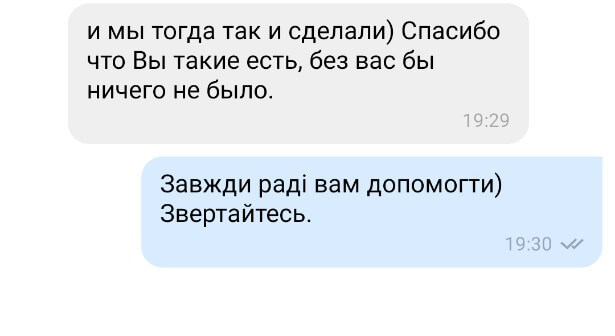 и мы тогда так и сделали) Спасибо
что Вы такие есть, без вас бы
ничего не было.
19:29
Завжди раді вам допомогти)
Звертайтесь.
19:30